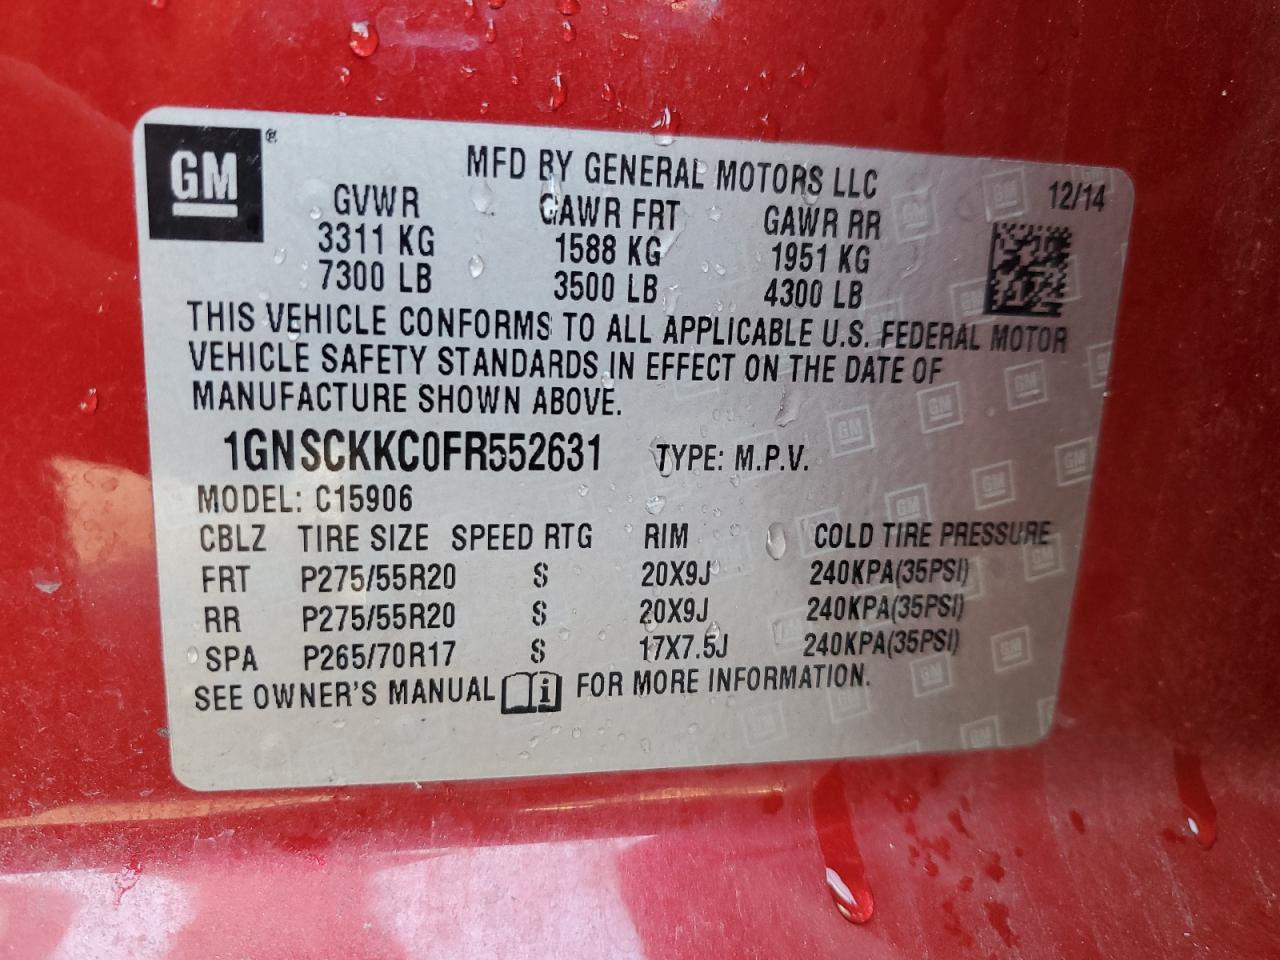 GM ®
MFD BY GENERAL MOTORS LLC
12/14
GVWR GAWR FRT GAWR RR
3311 KG 1588 KG 1951 KG
7300 LB 3500 LB 4300 LB
THIS VEHICLE CONFORMS TO ALL APPLICABLE U.S. FEDERAL MOTOR
VEHICLE SAFETY STANDARDS IN EFFECT ON THE DATE OF
MANUFACTURE SHOWN ABOVE.
1GNSCKKC0FR552631 TYPE: M.P.V.
MODEL: C15906
CBLZ TIRE SIZE SPEED RTG RIM COLD TIRE PRESSURE
FRT P275/55R20 S 20X9J 240KPA(35PSI)
RR P275/55R20 S 20X9J 240KPA(35PSI)
SPA P265/70R17 S 17X7.5J 240KPA(35PSI)
SEE OWNER'S MANUAL i FOR MORE INFORMATION.